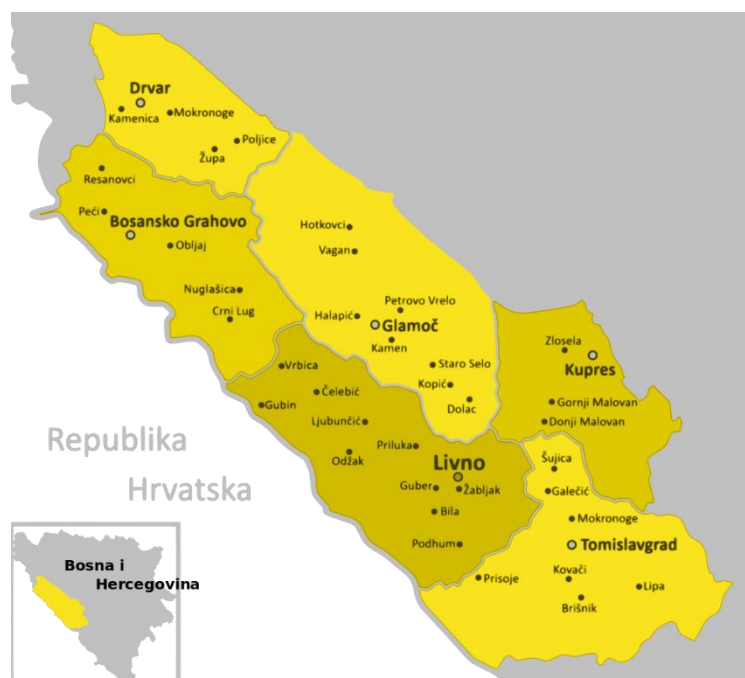 Drvar
Kamenica
Mokronoge
Poljice
Župa
Resanovci
Peći
Bosansko Grahovo
Obljaj
Nuglašica
Crni Lug
Hotkovci
Vagan
Petrovo Vrelo
Halapić
Glamoč
Kamen
Staro Selo
Kopić
Dolac
Zlosela
Kupres
Gornji Malovan
Donji Malovan
Vrbica
Čelebić
Gubin
Ljubunčić
Priluka
Odžak
Livno
Guber
Žabljak
Bila
Podhum
Šujica
Galečić
Mokronoge
Tomislavgrad
Prisoje
Kovači
Lipa
Brišnik
Republika
Hrvatska
Bosna i
Hercegovina